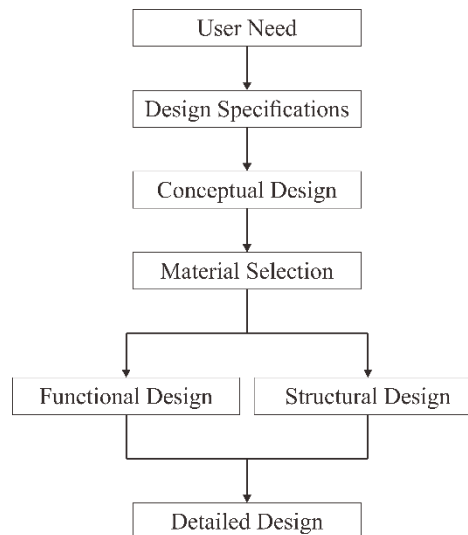 User Need
Design Specifications
Conceptual Design
Material Selection
Functional Design
Structural Design
Detailed Design